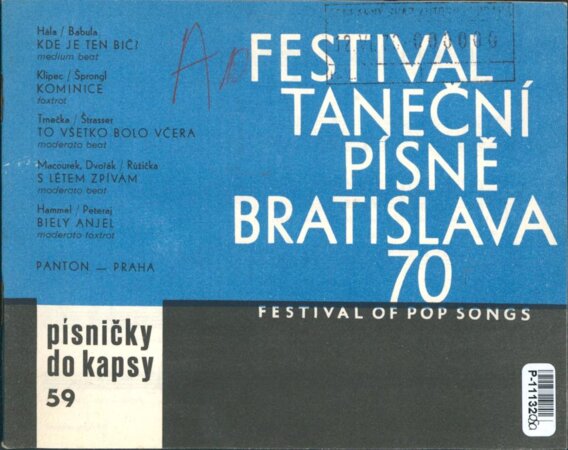 Hála / Babula
KDE JE TEN BIČ?
medium beat
Klipec / Šprongl
KOMINICE
foxtrot
Trnečka / Štrasser
TO VŠETKO BOLO VČERA
moderato beat
Macourek, Dvořák / Růžička
S LÉTEM ZPÍVÁM
moderato beat
Hammel / Peteraj
BIELY ANJEL
moderato foxtrot
PANTON — PRAHA
FESTIVAL
TANEČNÍ
PÍSNĚ
BRATISLAVA
70
FESTIVAL OF POP SONGS
písničky
do kapsy
59